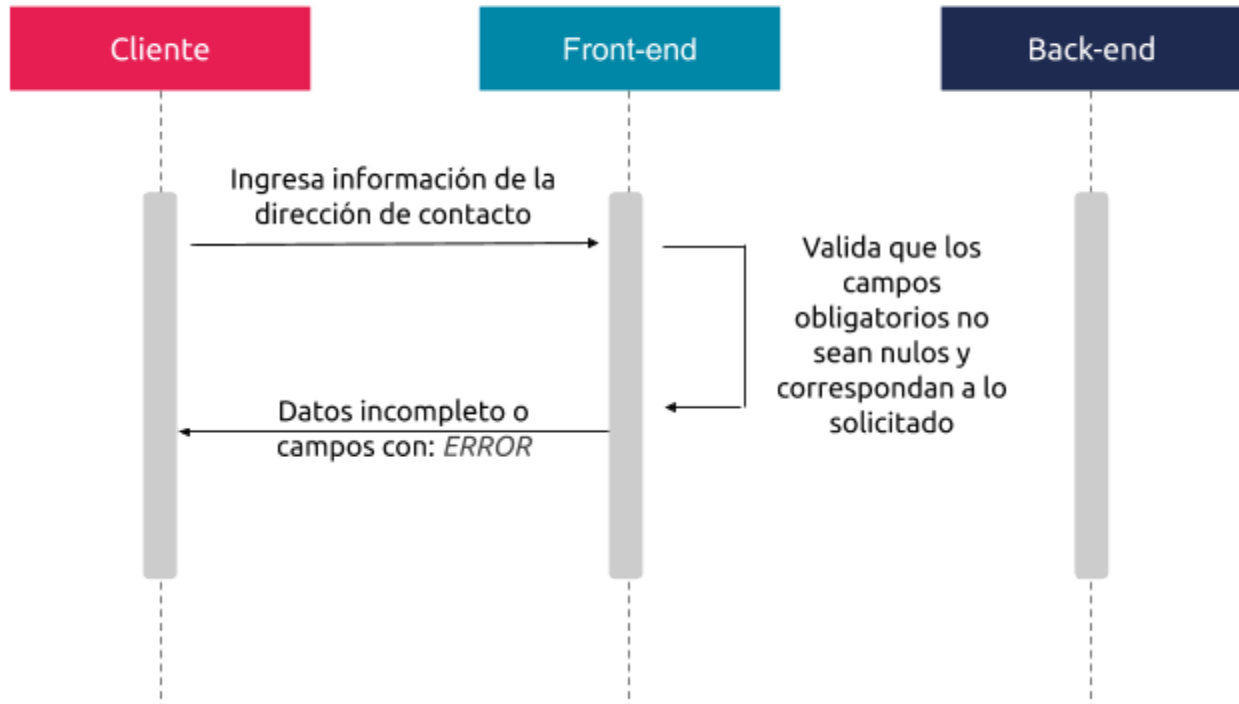 Cliente
Front-end
Back-end
Ingresa información de la
dirección de contacto
Valida que los
campos
obligatorios no
sean nulos y
correspondan a lo
solicitado
Datos incompleto o
campos con: ERROR